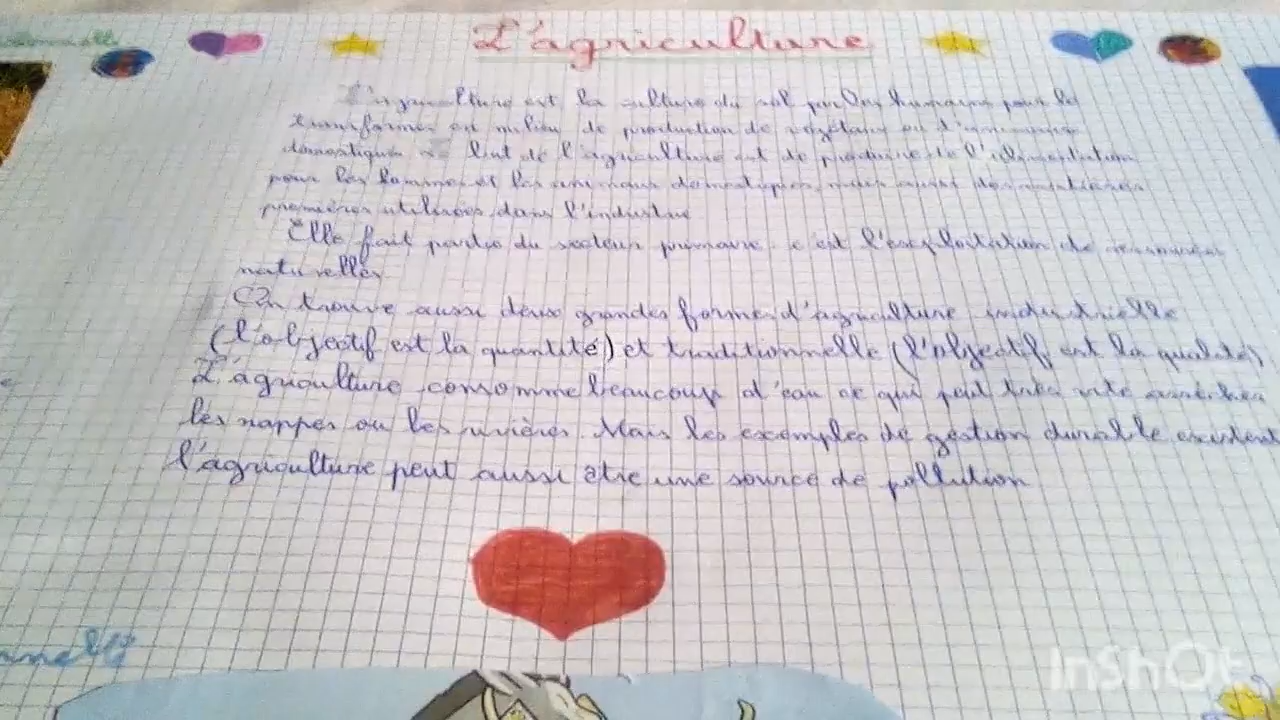 L'agriculture
L'agriculture est la culture du sol par les humains pour le
transformer en milieu de production de végétaux ou d'animaux
domestiques. Le but de l'agriculture est de produire de l'alimentation
pour les hommes et les animaux domestiques, mais aussi des matières
premières utilisées dans l'industrie
Elle fait partie du secteur primaire. c'est l'exploitation de ressources
naturelles
On trouve aussi deux grandes formes d'agriculture industrielle
(l'objectif est la quantité) et traditionnelle (l'objectif est la qualité)
L'agriculture consomme beaucoup d'eau ce qui peut très vite
les nappes ou les rivières. Mais les exemples de gestion durable existent
l'agriculture peut aussi être une source de pollution
InShOt